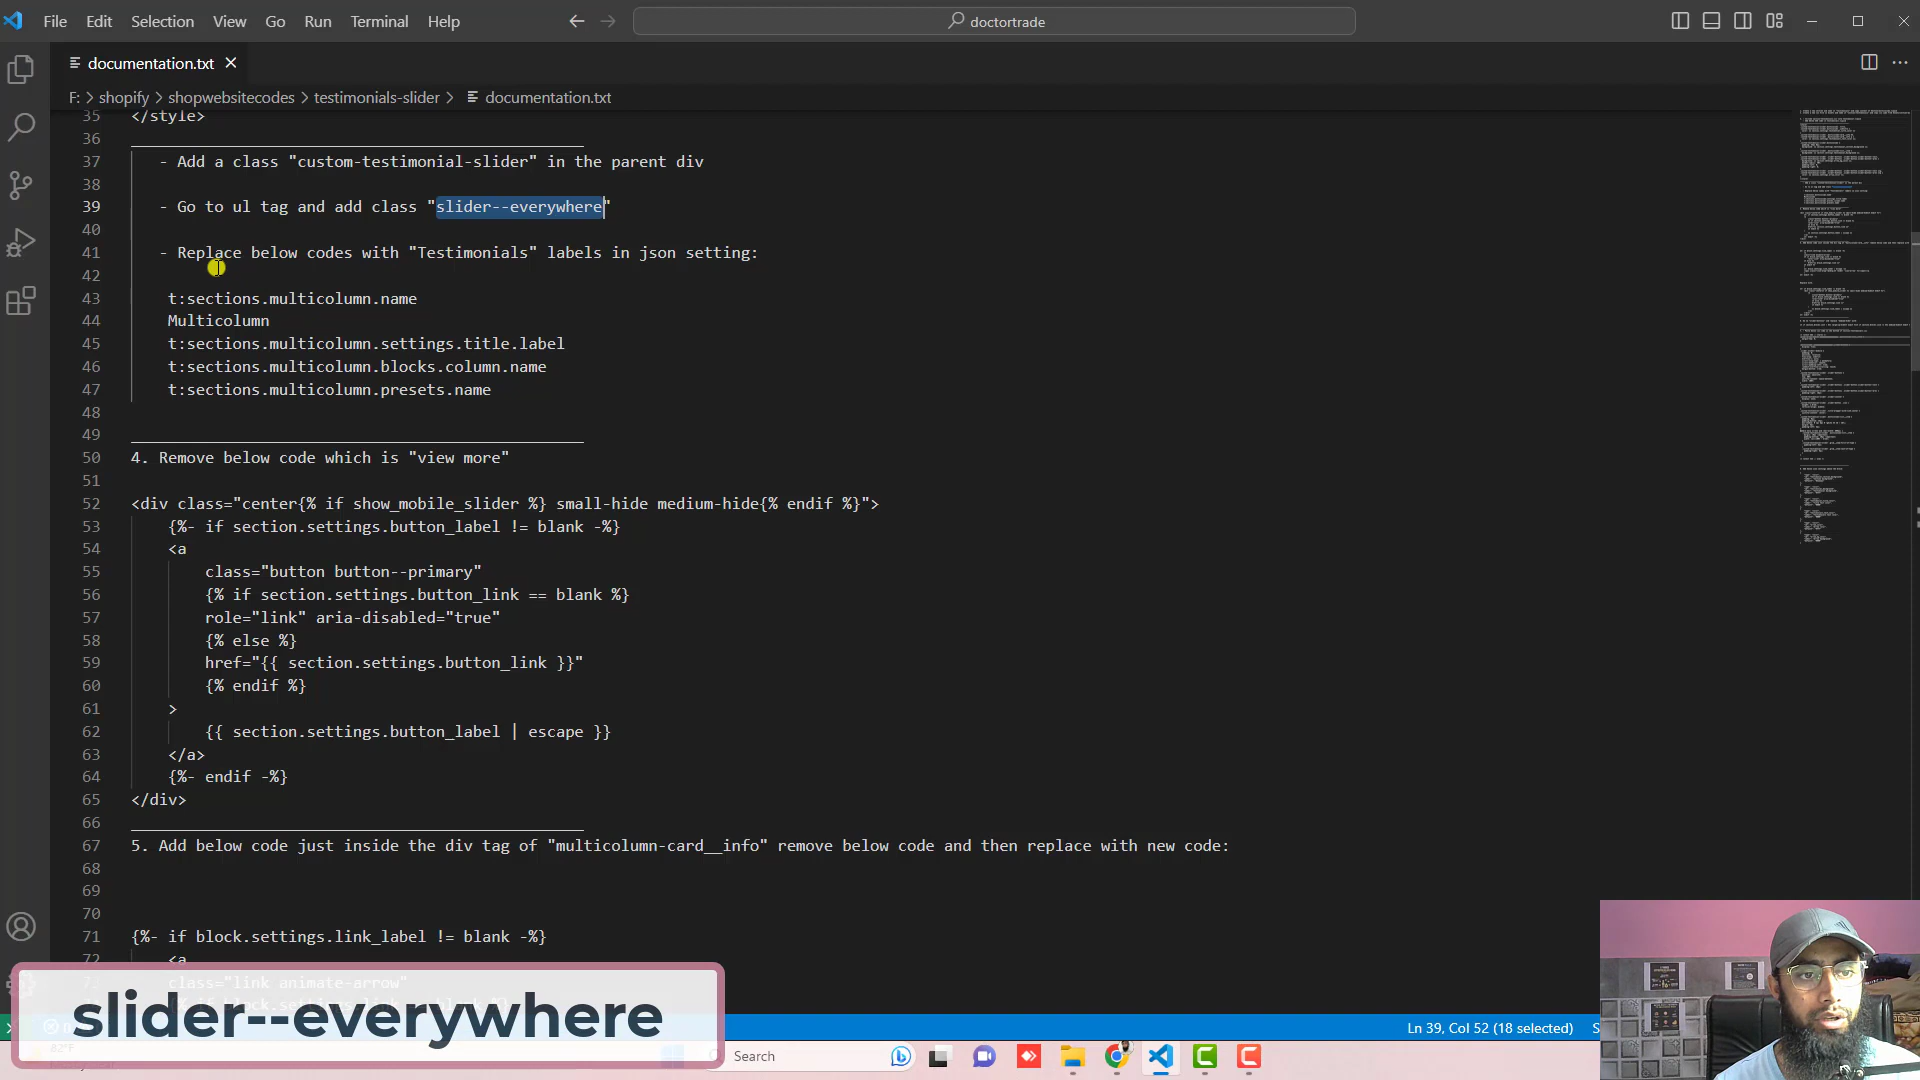 File Edit Selection View Go Run Terminal Help
doctortrade
documentation.txt
F: > shopify > shopwebsitecodes > testimonials-slider > documentation.txt
35 </style>
36
37 - Add a class "custom-testimonial-slider" in the parent div
38
39 - Go to ul tag and add class "slider--everywhere"
40
41 - Replace below codes with "Testimonials" labels in json setting:
42
43 t:sections.multicolumn.name
44 Multicolumn
45 t:sections.multicolumn.settings.title.label
46 t:sections.multicolumn.blocks.column.name
47 t:sections.multicolumn.presets.name
48
49
50 4. Remove below code which is "view more"
51
52 <div class="center{% if show_mobile_slider %} small-hide medium-hide{% endif %}">
53 {%- if section.settings.button_label != blank -%}
54 <a
55 class="button button--primary"
56 {% if section.settings.button_link == blank %}
57 role="link" aria-disabled="true"
58 {% else %}
59 href="{{ section.settings.button_link }}"
60 {% endif %}
61 >
62 {{ section.settings.button_label | escape }}
63 </a>
64 {%- endif -%}
65 </div>
66
67 5. Add below code just inside the div tag of "multicolumn-card__info" remove below code and then replace with new code:
68
69
70
71 {%- if block.settings.link_label != blank -%}
72 <a
class="link animate-arrow"
slider--everywhere
Ln 39, Col 52 (18 selected)
Search